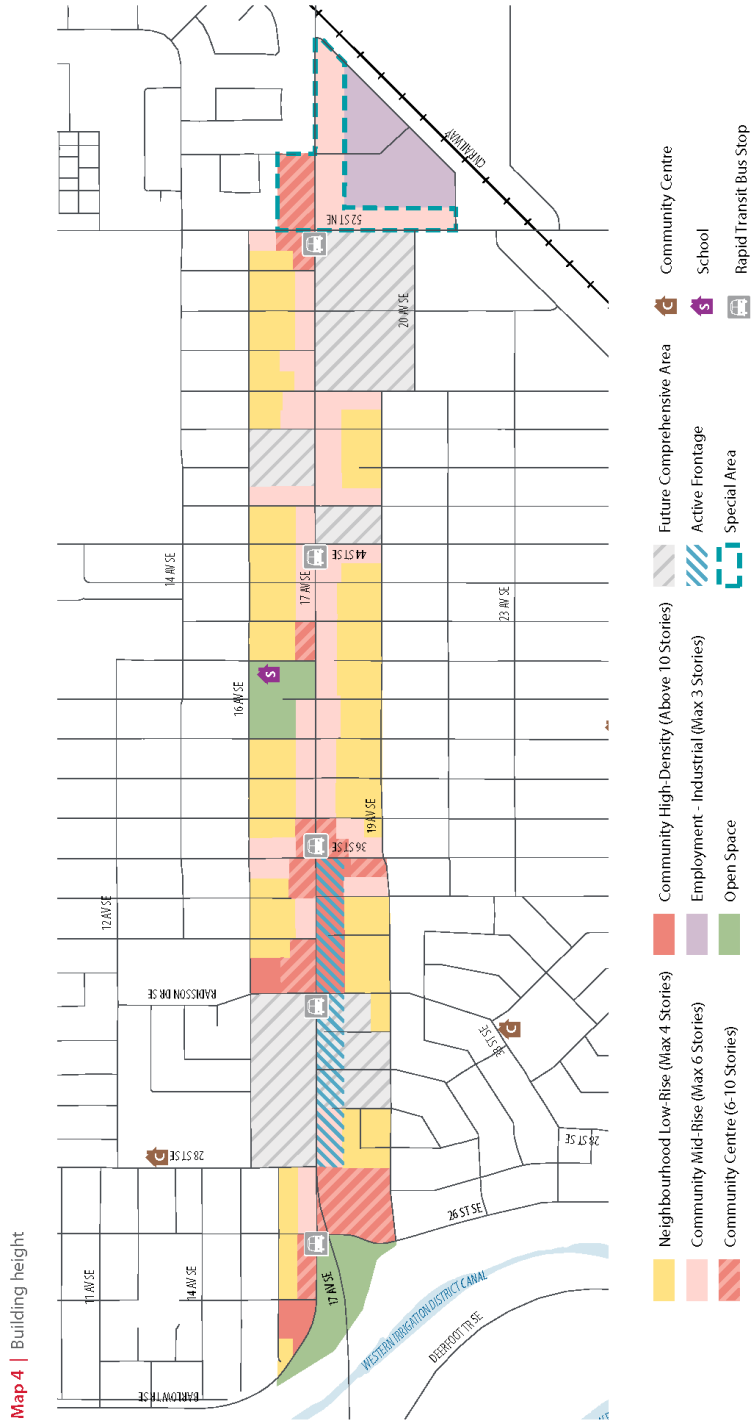 Map 4 | Building height
BARLOW TR SE
11 AV SE
14 AV SE
28 ST SE
17 AV SE
WESTERN IRRIGATION DISTRICT CANAL
DEERFOOT TR SE
26 ST SE
28 ST SE
RADISSON DR SE
12 AV SE
36 ST SE
19 AV SE
16 AV SE
14 AV SE
17 AV SE
44 ST SE
23 AV SE
20 AV SE
52 ST NE
CN RAILWAY
C
C
S
Neighbourhood Low-Rise (Max 4 Stories)
Community Mid-Rise (Max 6 Stories)
Community Centre (6-10 Stories)
Community High-Density (Above 10 Stories)
Employment - Industrial (Max 3 Stories)
Open Space
Future Comprehensive Area
Active Frontage
Special Area
C Community Centre
S School
Rapid Transit Bus Stop